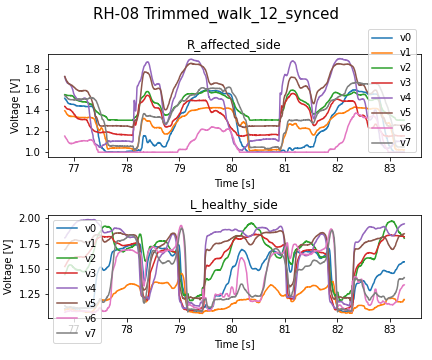 RH-08 Trimmed_walk_12_synced
R_affected_side
Voltage [V]
1.8
1.6
1.4
1.2
1.0
77 78 79 80 81 82 83
Time [s]
v0
v1
v2
v3
v4
v5
v6
v7
L_healthy_side
Voltage [V]
2.00
1.75
1.50
1.25
77 78 79 80 81 82 83
Time [s]
v0
v1
v2
v3
v4
v5
v6
v7